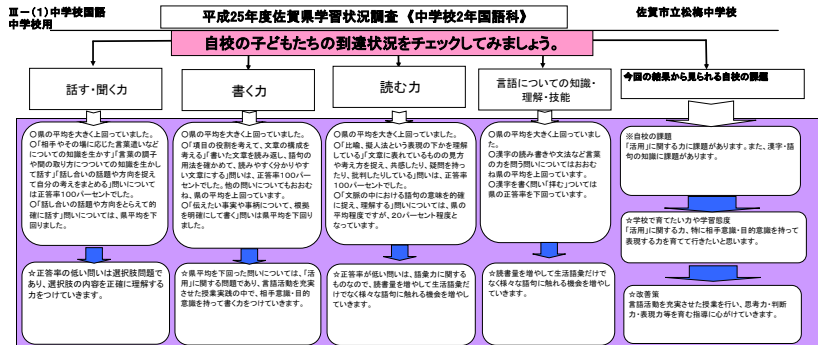 Ⅲ－(1)中学校国語
中学校用
平成25年度佐賀県学習状況調査 《中学校2年国語科》
佐賀市立松梅中学校
自校の子どもたちの到達状況をチェックしてみましょう。
話す・聞く力
書く力
読む力
言語についての知識・
理解・技能
今回の結果から見られる自校の課題
○県の平均を大きく上回っていました。
○「相手やその場に応じた言葉遣いなど
についての知識を生かす」「言葉の調子
や間の取り方につついての知識を生かし
て話す」「話し合いの話題や方向を捉え
て自分の考えをまとめる」問いについて
は正答率100パーセントでした。
○「話し合いの話題や方向をとらえて的
確に話す」問いについては、県平均を下
回りました。
☆正答率の低い問いは選択肢問題で
あり、選択肢の内容を正確に理解する
力をつけていきます。
○県の平均を大きく上回っていました。
○「項目の役割を考えて、文章の構成を
考える」「書いた文章を読み返し、語句の
用法を確かめて、読みやすく分かりやす
い文章にする」問いは、正答率100パー
セントでした。他の問いについてもおおむ
ね、県の平均を上回っています。
○「伝えたい事実や事柄について、根拠
を明確にして書く」問いは県平均を下回り
ました。
☆県平均を下回った問いについては、「活
用」に関する問題であり、言語活動を充実
させた授業実践の中で、相手意識・目的
意識を持って書く力をつけていきます。
○県の平均を大きく上回っていました。
○「比喩、擬人法という表現の下かを理解
している」「文章に表れているものの見方
や考え方を捉え、共感したり、疑問を持っ
たり、批判したりしている」問いは、正答率
100パーセントでした。
○「文脈の中における語句の意味を的確
に捉え、理解する」問いについては、県の
平均程度ですが、20パーセント程度と
なっています。
☆正答率が低い問いは、語彙力に関する
ものなので、読書量を増やして生活語彙だけ
でなく様々な語句に触れる機会を増やし
ていきます。
○県の平均を大きく上回っていまし
た。
○漢字の読み書きや文法など言葉
の力を問う問いについてはおおむ
ね県の平均を上回っています。
○漢字を書く問い「拝む」ついては
県の正答率を下回っています。
☆読書量を増やして生活語彙だけで
なく様々な語句に触れる機会を増やし
ていきます。
※自校の課題
「活用」に関する力に課題があります。また、漢字・語
句の知識に課題があります。
☆学校で育てたい力や学習態度
「活用」に関する力、特に相手意識・目的意識を持って
表現する力を育てて行きたいと思います。
☆改善策
言語活動を充実させた授業を行い、思考力・判断
力・表現力等を育む指導に心がけていきます。